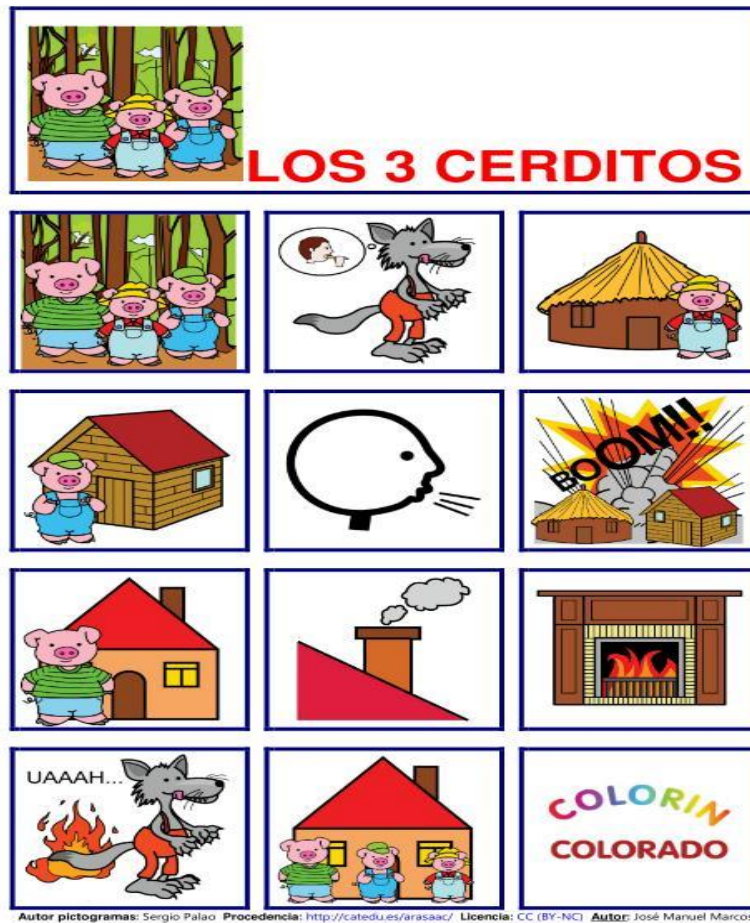 LOS 3 CERDITOS
BOOM!!
UAAAH...
COLORIN
COLORADO
Autor pictogramas: Sergio Palao Procedencia: http://catedu.es/arasaac/ Licencia: CC (BY-NC) Autor: José Manuel Marcos